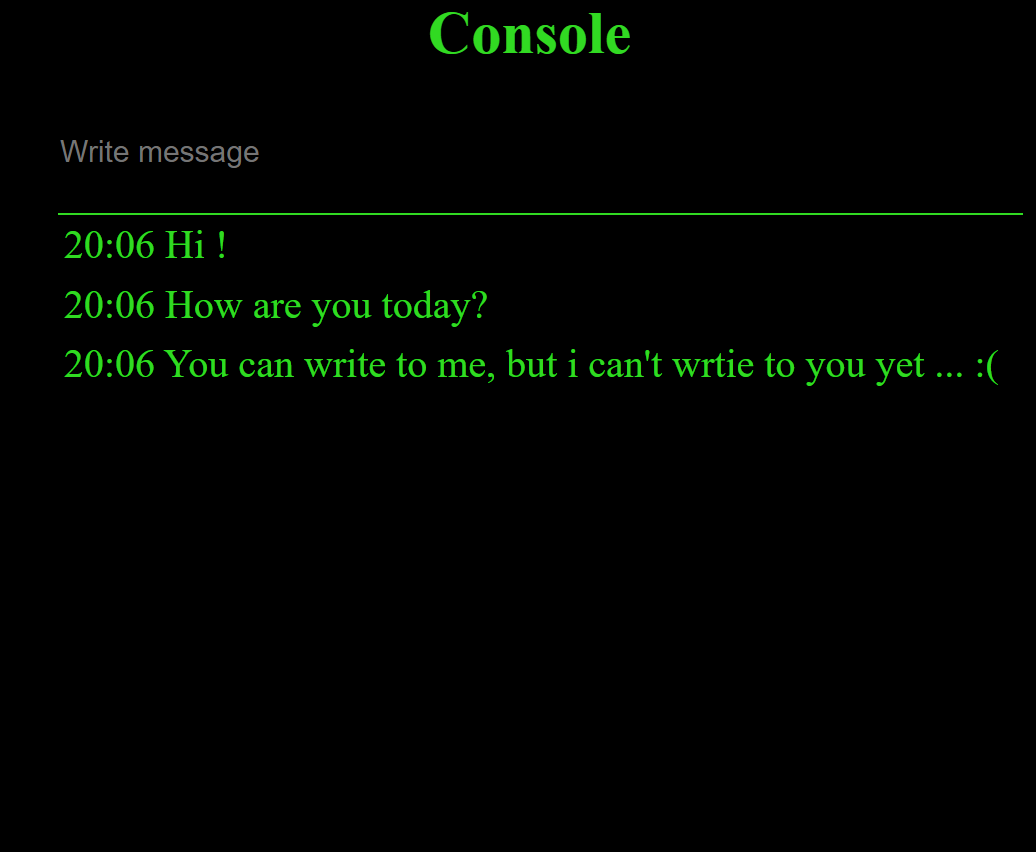 Console
Write message
20:06 Hi !
20:06 How are you today?
20:06 You can write to me, but i can't wrtie to you yet ... :(